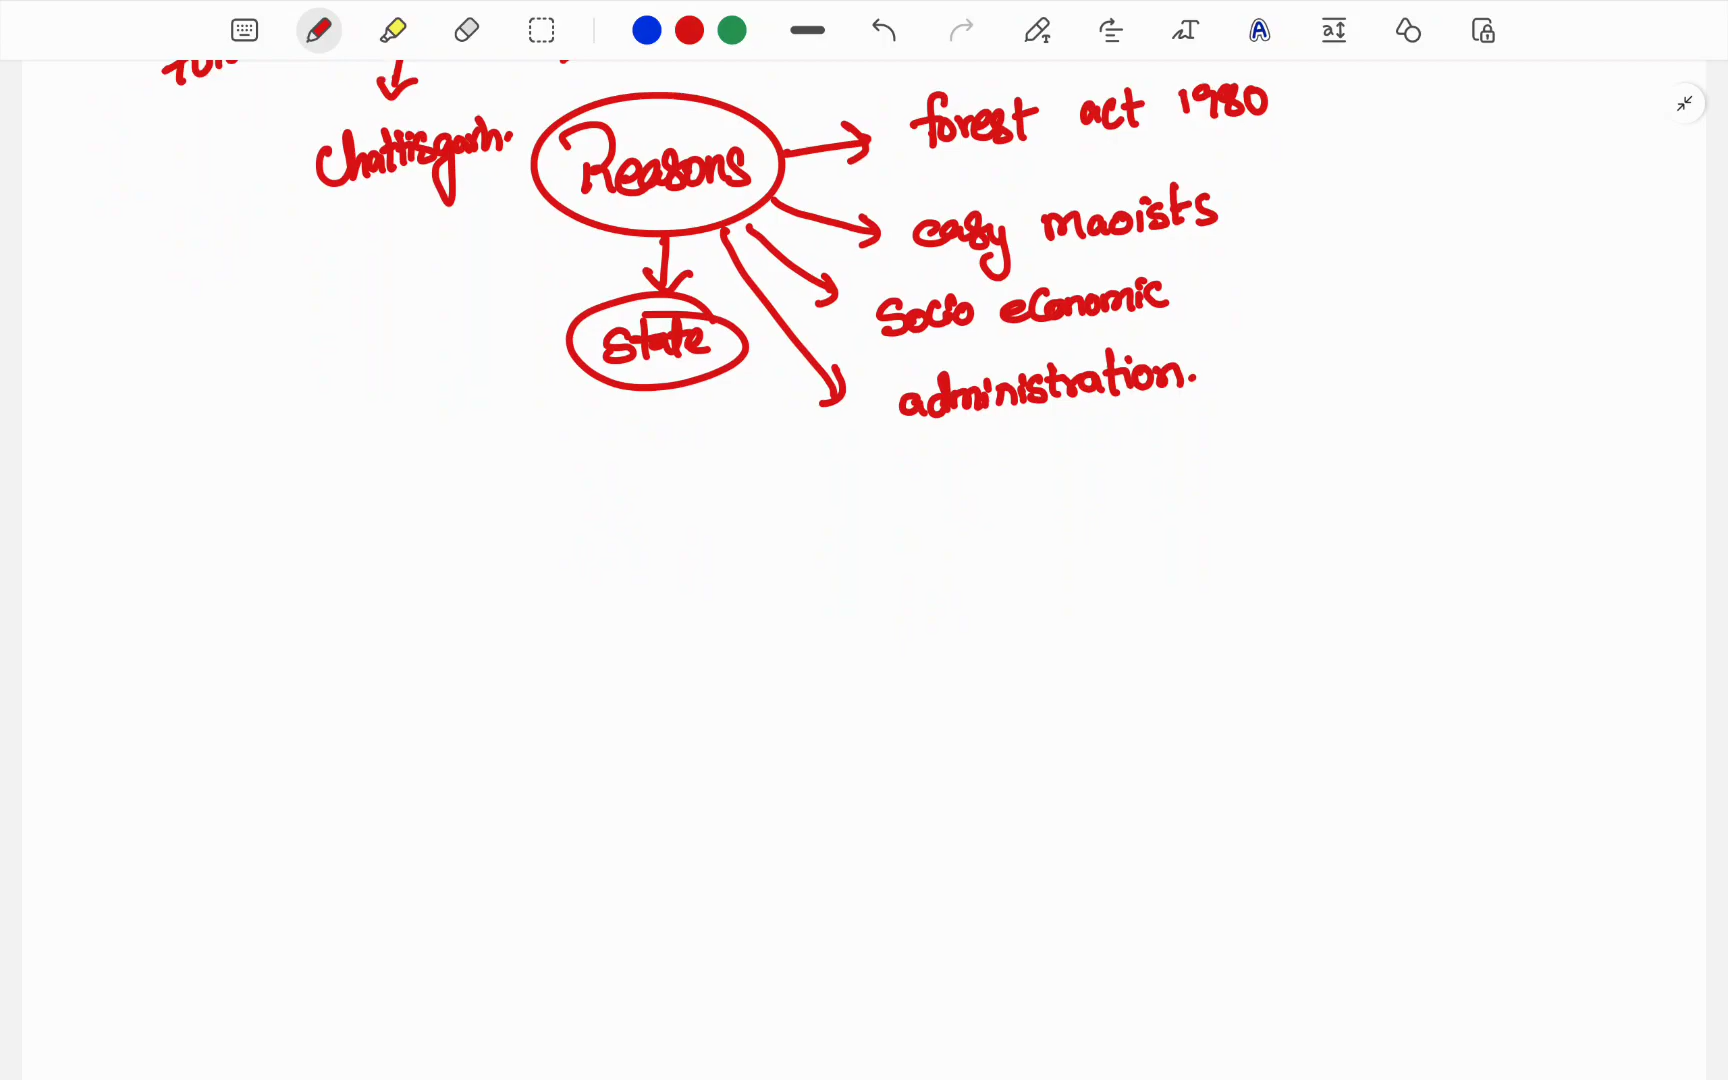 Chattisgarh.
Reasons
forest act 1980
easy maoists
Socio economic
administration.
State